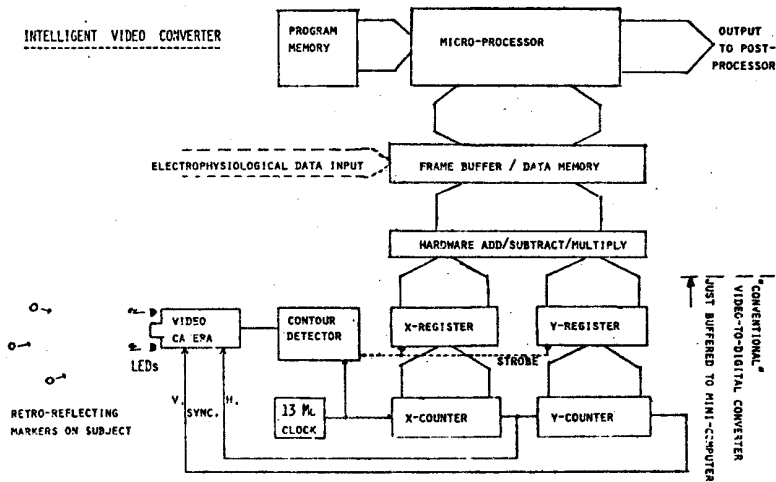 INTELLIGENT VIDEO CONVERTER
PROGRAM
MEMORY
MICRO-PROCESSOR
OUTPUT
TO POST-
PROCESSOR
ELECTROPHYSIOLOGICAL DATA INPUT
FRAME BUFFER / DATA MEMORY
HARDWARE ADD/SUBTRACT/MULTIPLY
"CONVENTIONAL"
VIDEO-TO-DIGITAL CONVERTER
JUST BUFFERED TO MINI-COMPUTER
VIDEO
CAMERA
LEDs
CONTOUR
DETECTOR
X-REGISTER
Y-REGISTER
STROBE
V.
SYNC.
H.
13
CLOCK
X-COUNTER
Y-COUNTER
RETRO-REFLECTING
MARKERS ON SUBJECT